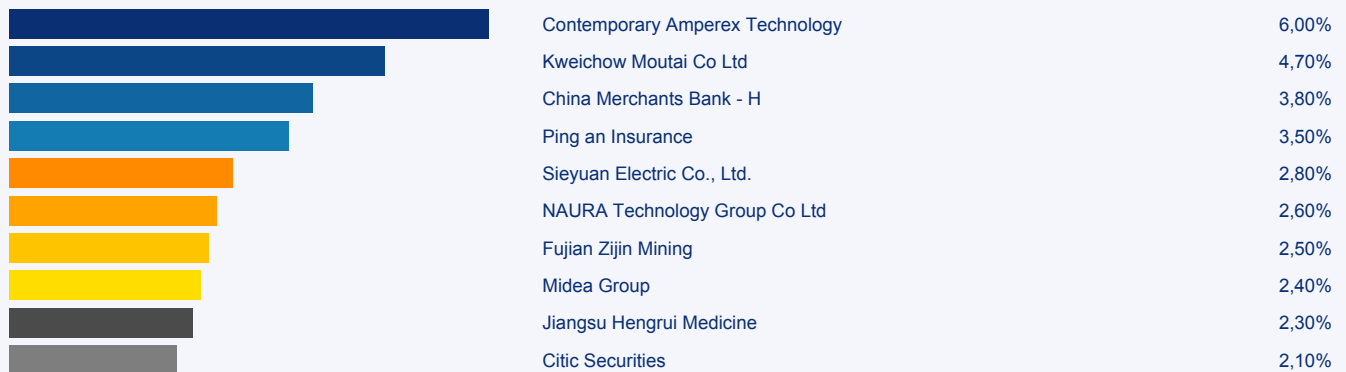 Contemporary Amperex Technology 6,00%
Kweichow Moutai Co Ltd 4,70%
China Merchants Bank - H 3,80%
Ping an Insurance 3,50%
Sieyuan Electric Co., Ltd. 2,80%
NAURA Technology Group Co Ltd 2,60%
Fujian Zijin Mining 2,50%
Midea Group 2,40%
Jiangsu Hengrui Medicine 2,30%
Citic Securities 2,10%